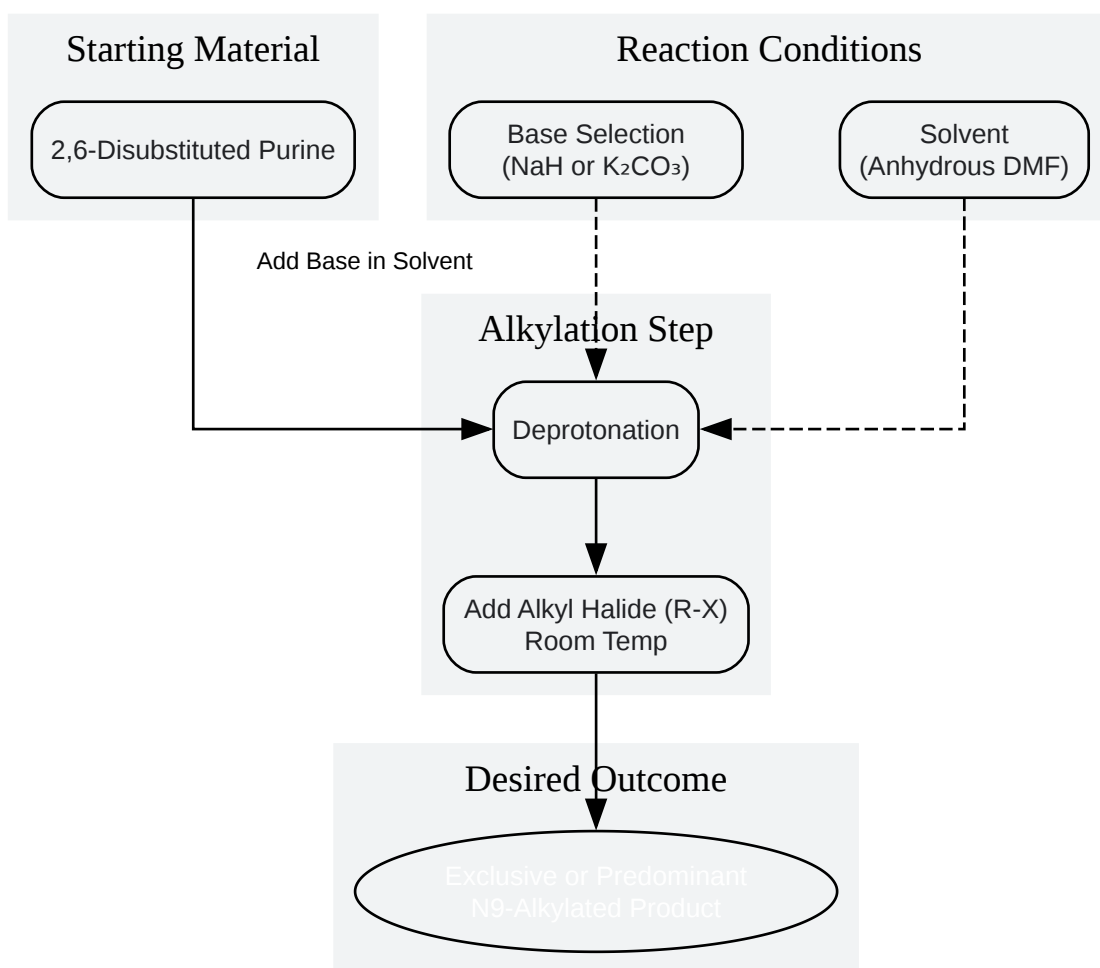 Starting Material
Reaction Conditions
2,6-Disubstituted Purine
Base Selection
(NaH or K₂CO₃)
Solvent
(Anhydrous DMF)
Add Base in Solvent
Alkylation Step
Deprotonation
Add Alkyl Halide (R-X)
Room Temp
Desired Outcome
Exclusive or Predominant
N9-Alkylated Product